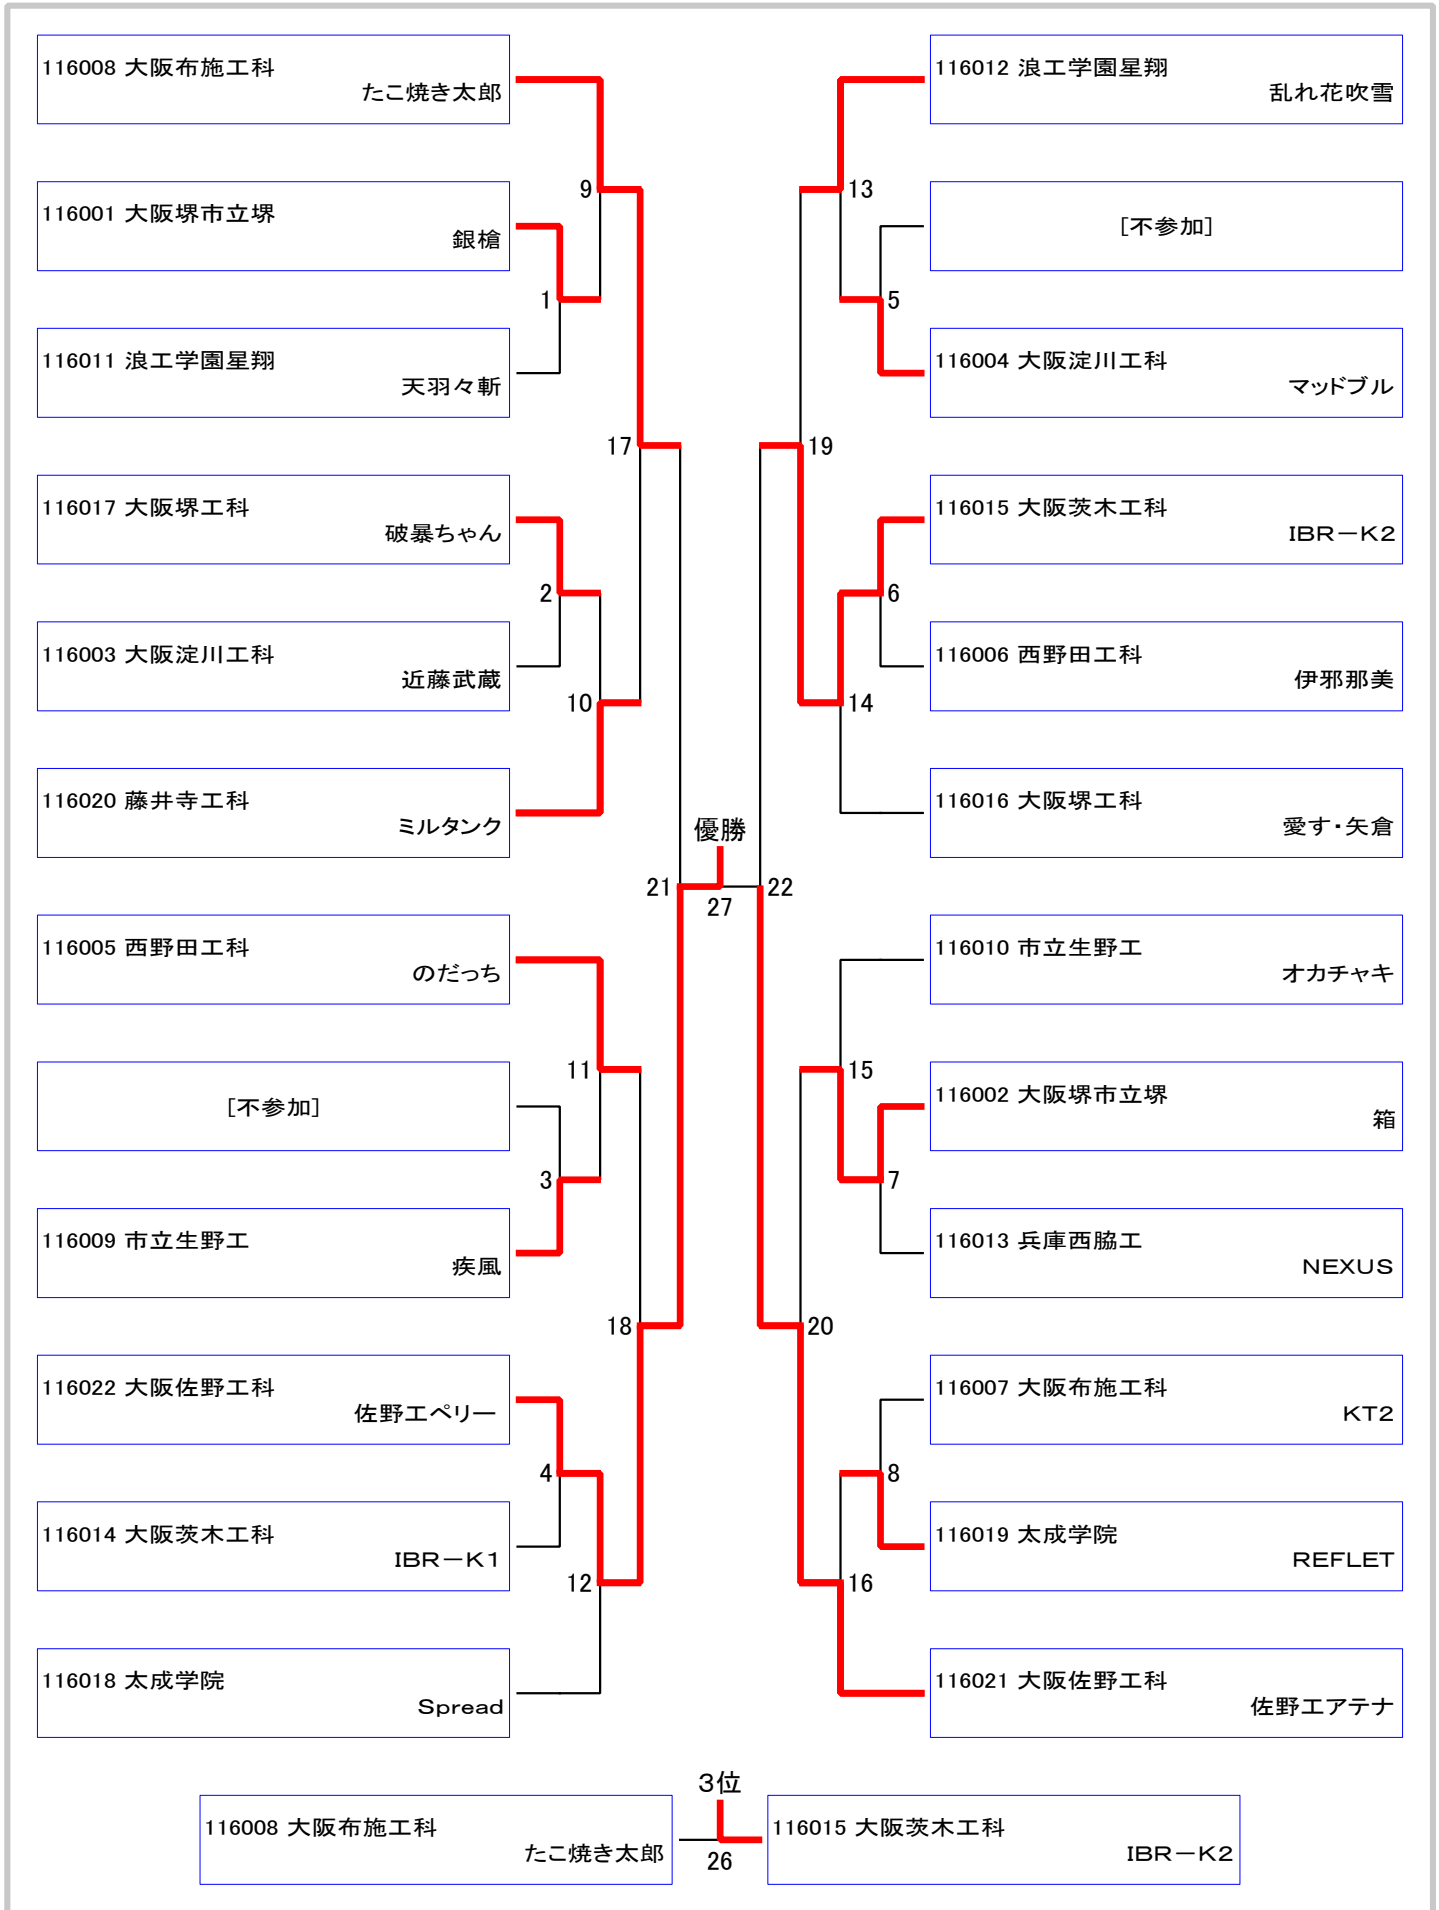 116008 大阪布施工科
たこ焼き太郎
116001 大阪堺市立堺
銀槍
116011 浪工学園星翔
天羽々斬
116017 大阪堺工科
破暴ちゃん
116003 大阪淀川工科
近藤武蔵
116020 藤井寺工科
ミルタンク
116005 西野田工科
のだっち
[不参加]
116009 市立生野工
疾風
116022 大阪佐野工科
佐野工ペリー
116014 大阪茨木工科
IBR－K1
116018 太成学院
Spread
9
1
17
2
10
21
11
3
18
4
12
優勝
27
13
5
19
6
14
22
15
7
20
8
16
116012 浪工学園星翔
乱れ花吹雪
[不参加]
116004 大阪淀川工科
マッドブル
116015 大阪茨木工科
IBR－K2
116006 西野田工科
伊邪那美
116016 大阪堺工科
愛す・矢倉
116010 市立生野工
オカチャキ
116002 大阪堺市立堺
箱
116013 兵庫西脇工
NEXUS
116007 大阪布施工科
KT2
116019 太成学院
REFLET
116021 大阪佐野工科
佐野工アテナ
3位
116008 大阪布施工科
たこ焼き太郎
26
116015 大阪茨木工科
IBR－K2